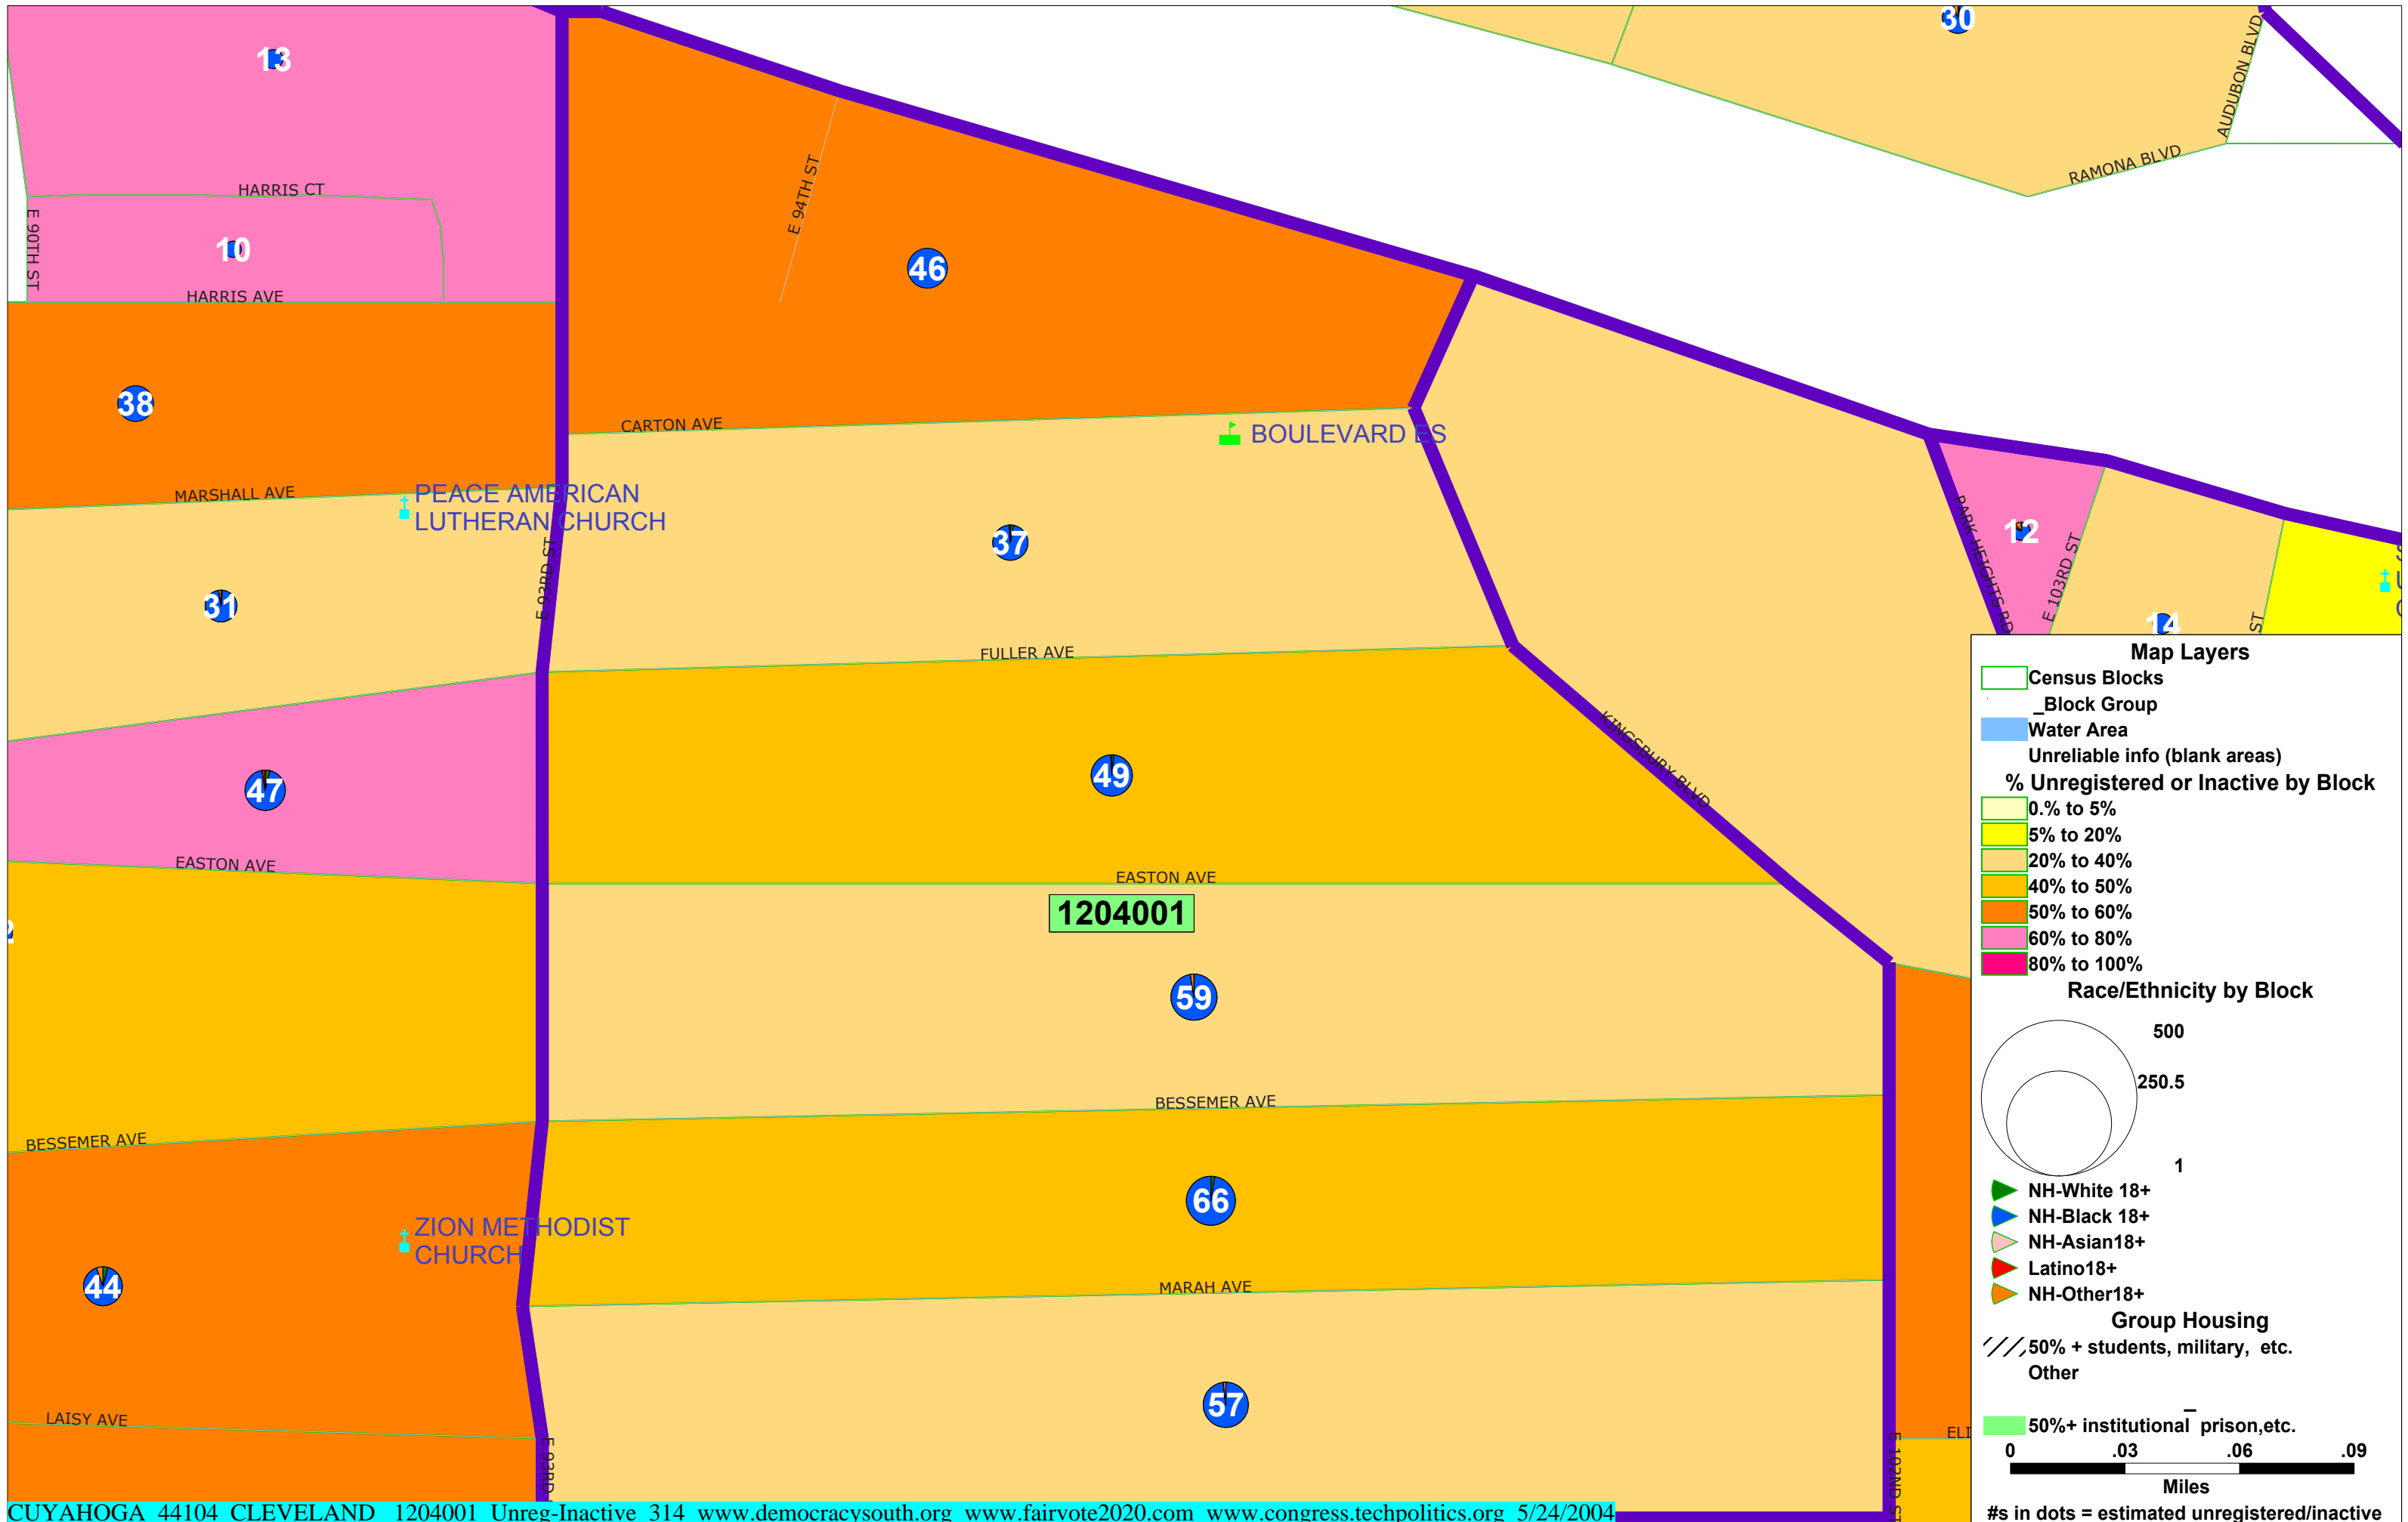 13
30
AUDUBON BLVD
RAMONA BLVD
HARRIS CT
E 94TH ST
E 90TH ST
10
46
HARRIS AVE
38
CARTON AVE
BOULEVARD ES
MARSHALL AVE
PEACE AMERICAN
LUTHERAN CHURCH
37
PARK HEIGHTS RD
12
E 103RD ST
E 93RD ST
31
14
ST
FULLER AVE
KINGSBURY BLVD
47
49
EASTON AVE
EASTON AVE
1204001
59
BESSEMER AVE
BESSEMER AVE
66
ZION METHODIST
CHURCH
44
MARAH AVE
57
LAISY AVE
E 93RD
E 102ND ST
ELI
Map Layers
Census Blocks
_Block Group
Water Area
Unreliable info (blank areas)
% Unregistered or Inactive by Block
0.% to 5%
5% to 20%
20% to 40%
40% to 50%
50% to 60%
60% to 80%
80% to 100%
Race/Ethnicity by Block
500
250.5
1
NH-White 18+
NH-Black 18+
NH-Asian18+
Latino18+
NH-Other18+
Group Housing
50% + students, military, etc.
Other
_
50%+ institutional prison,etc.
0 .03 .06 .09
Miles
#s in dots = estimated unregistered/inactive
CUYAHOGA 44104 CLEVELAND 1204001 Unreg-Inactive 314 www.democracysouth.org www.fairvote2020.com www.congress.techpolitics.org 5/24/2004